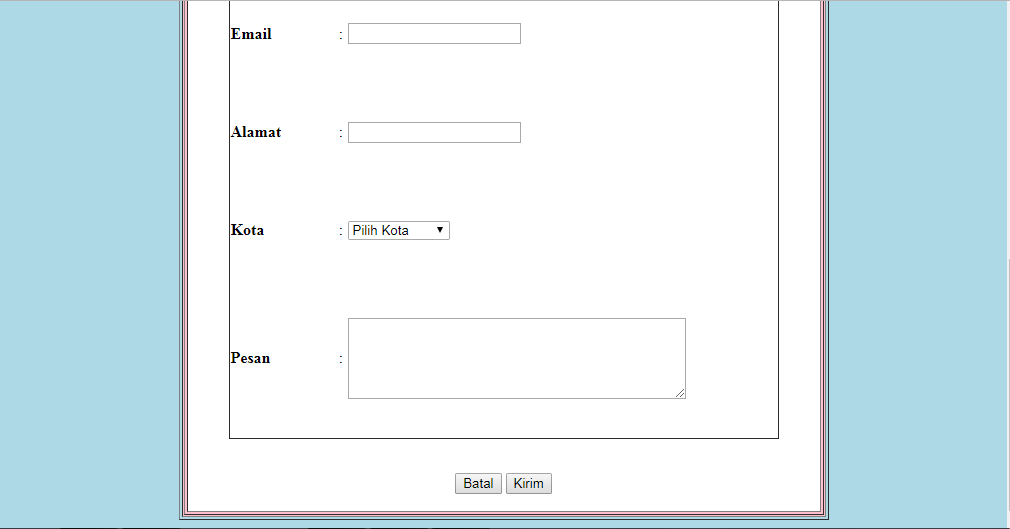 Email :
Alamat :
Kota : Pilih Kota
Pesan :
Batal Kirim